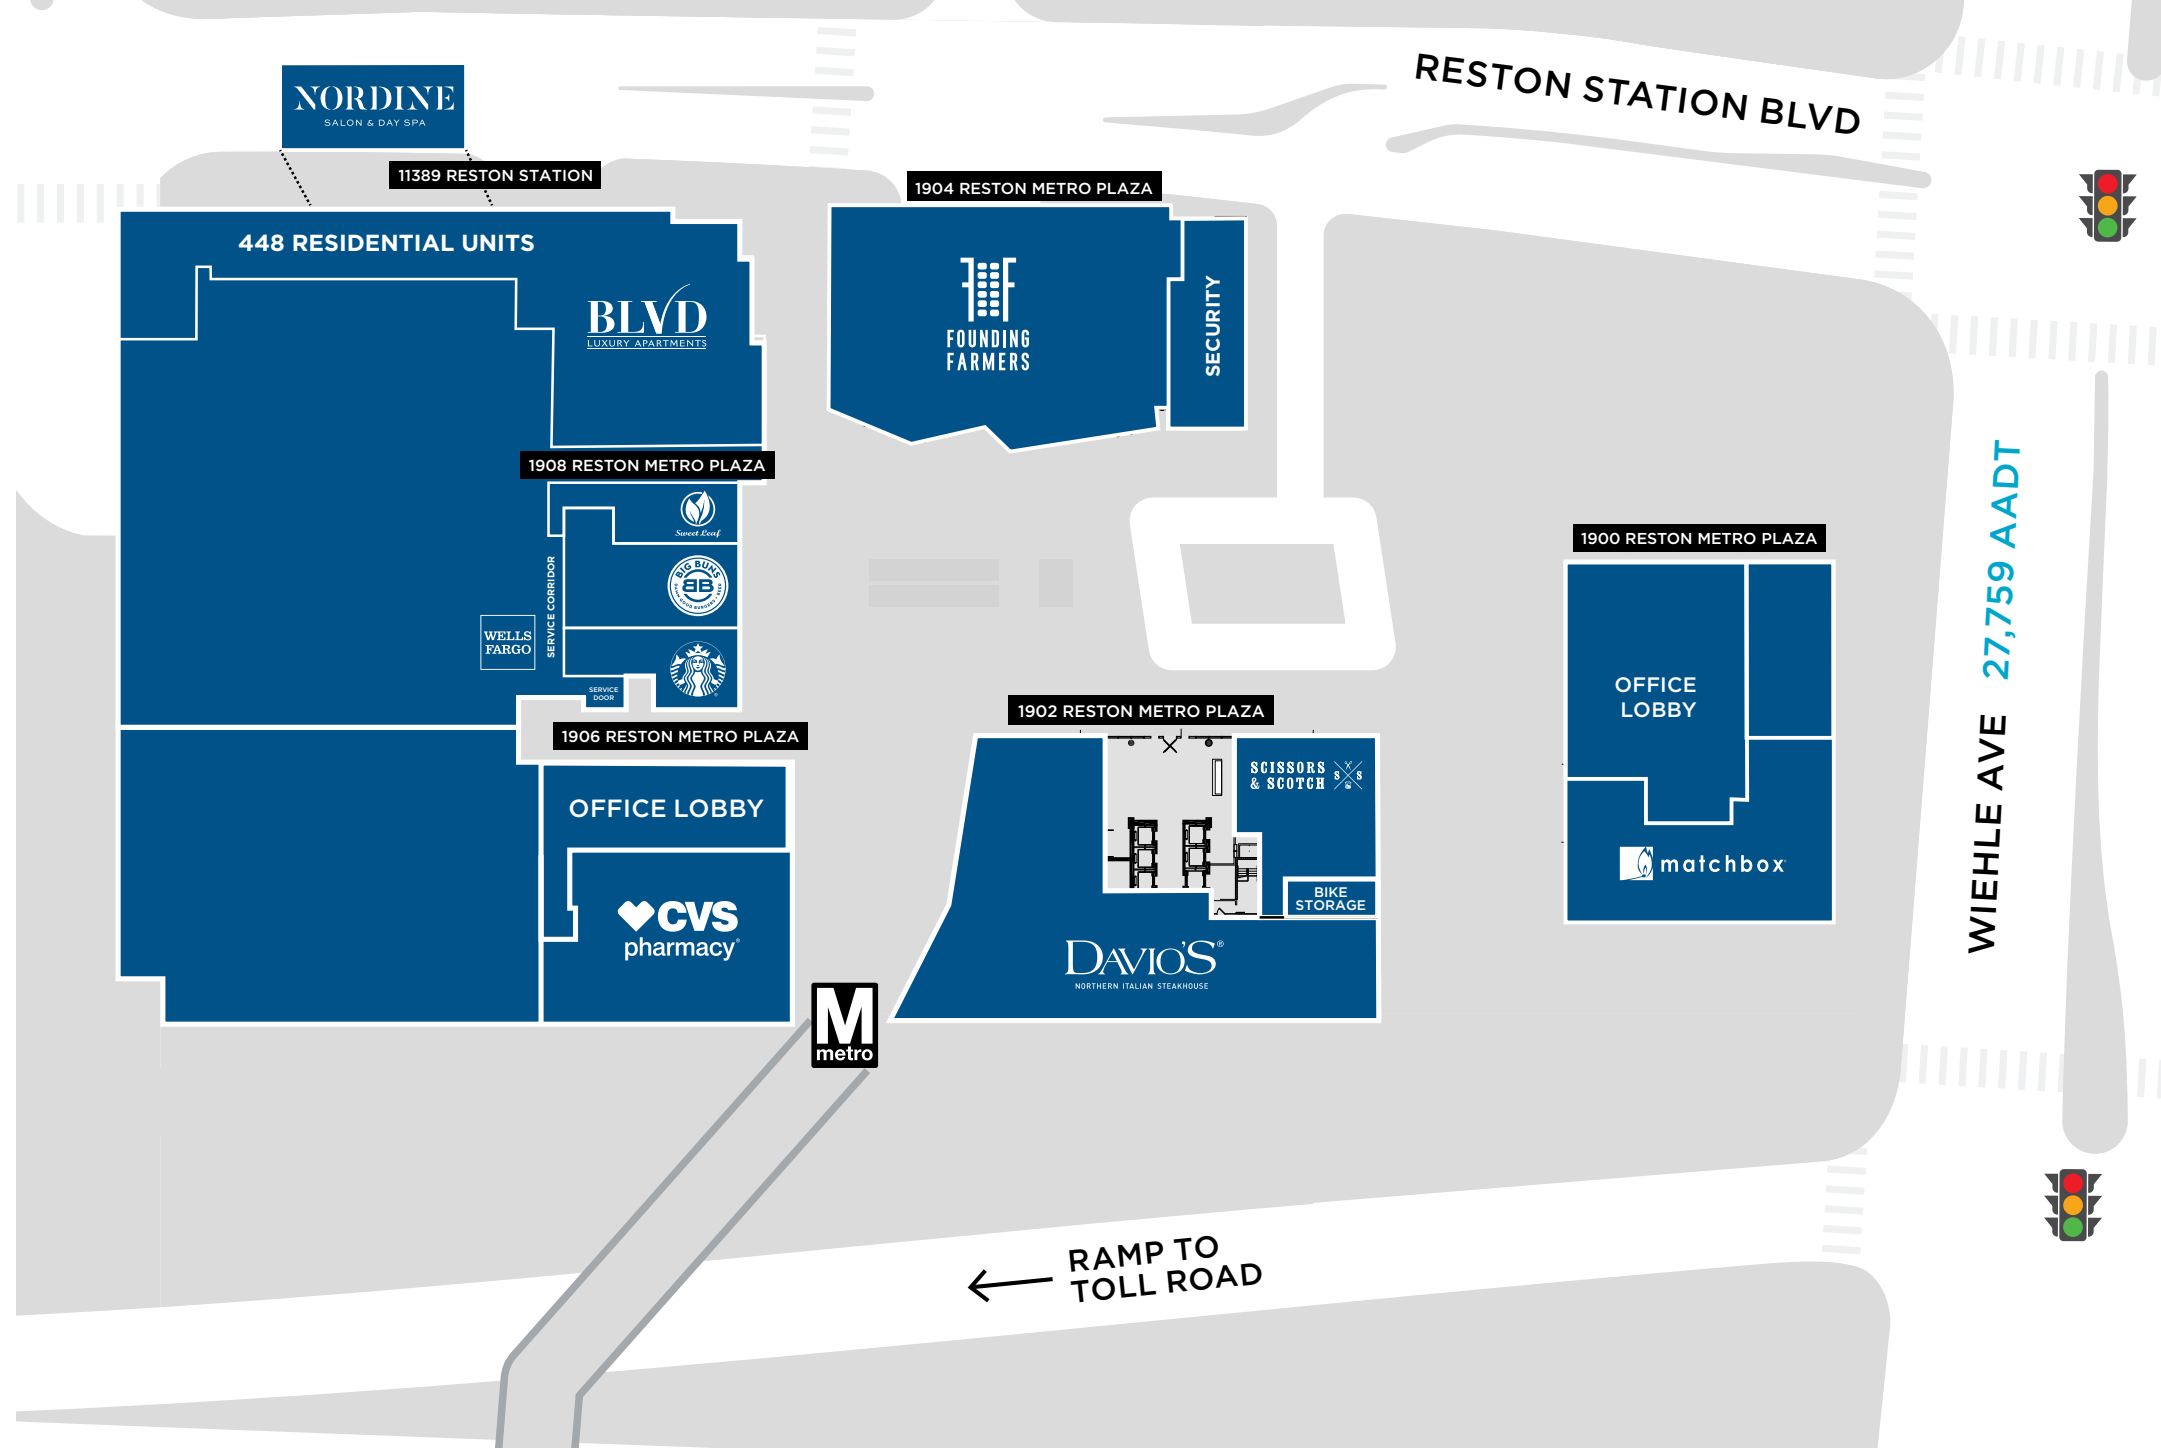 RESTON STATION BLVD
NORDINE
SALON & DAY SPA
11389 RESTON STATION
1904 RESTON METRO PLAZA
448 RESIDENTIAL UNITS
BLVD
LUXURY APARTMENTS
FOUNDING
FARMERS
SECURITY
1908 RESTON METRO PLAZA
Sweet Leaf
BIG BUNS
BB
DAMN GOOD BURGERS
SERVICE CORRIDOR
WELLS
FARGO
SERVICE
DOOR
1906 RESTON METRO PLAZA
OFFICE LOBBY
CVS
pharmacy®
1902 RESTON METRO PLAZA
SCISSORS
& SCOTCH
S S
BIKE
STORAGE
DAVIO'S®
NORTHERN ITALIAN STEAKHOUSE
M
metro
1900 RESTON METRO PLAZA
OFFICE
LOBBY
matchbox
WIEHLE AVE 27,759 AADT
RAMP TO
TOLL ROAD